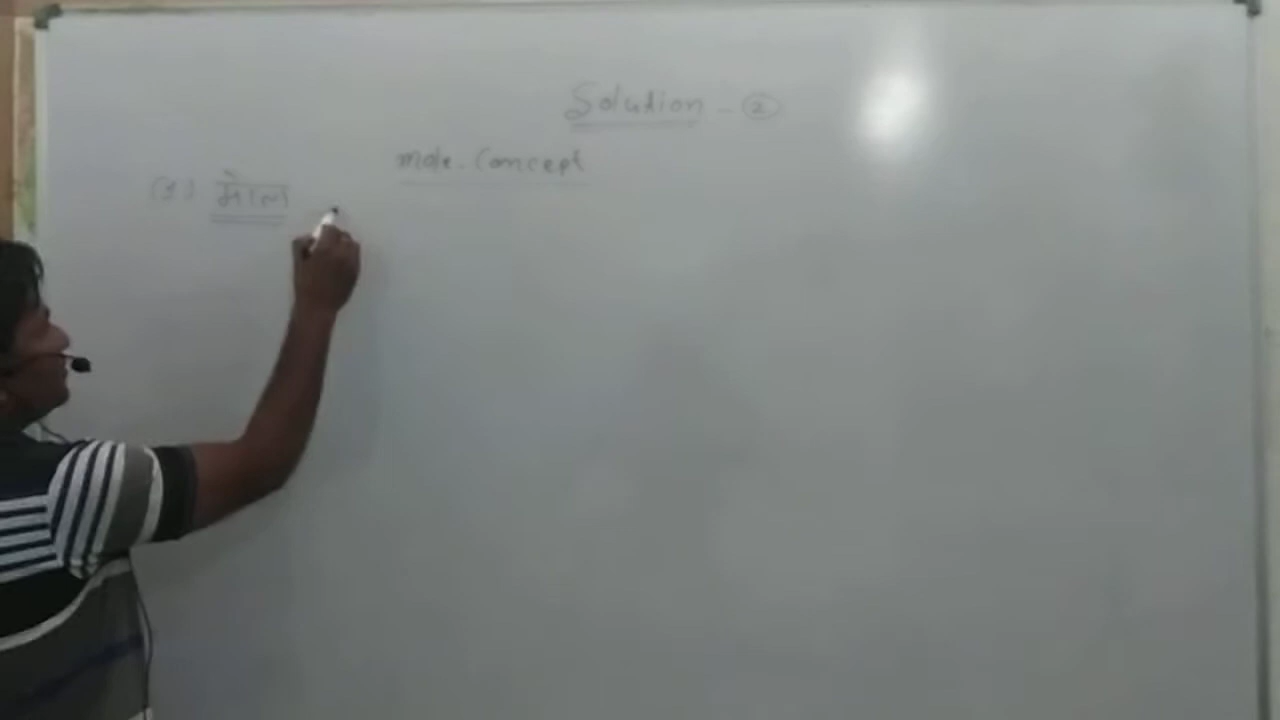 Solution - ②
mole. Concept
(1) मोल